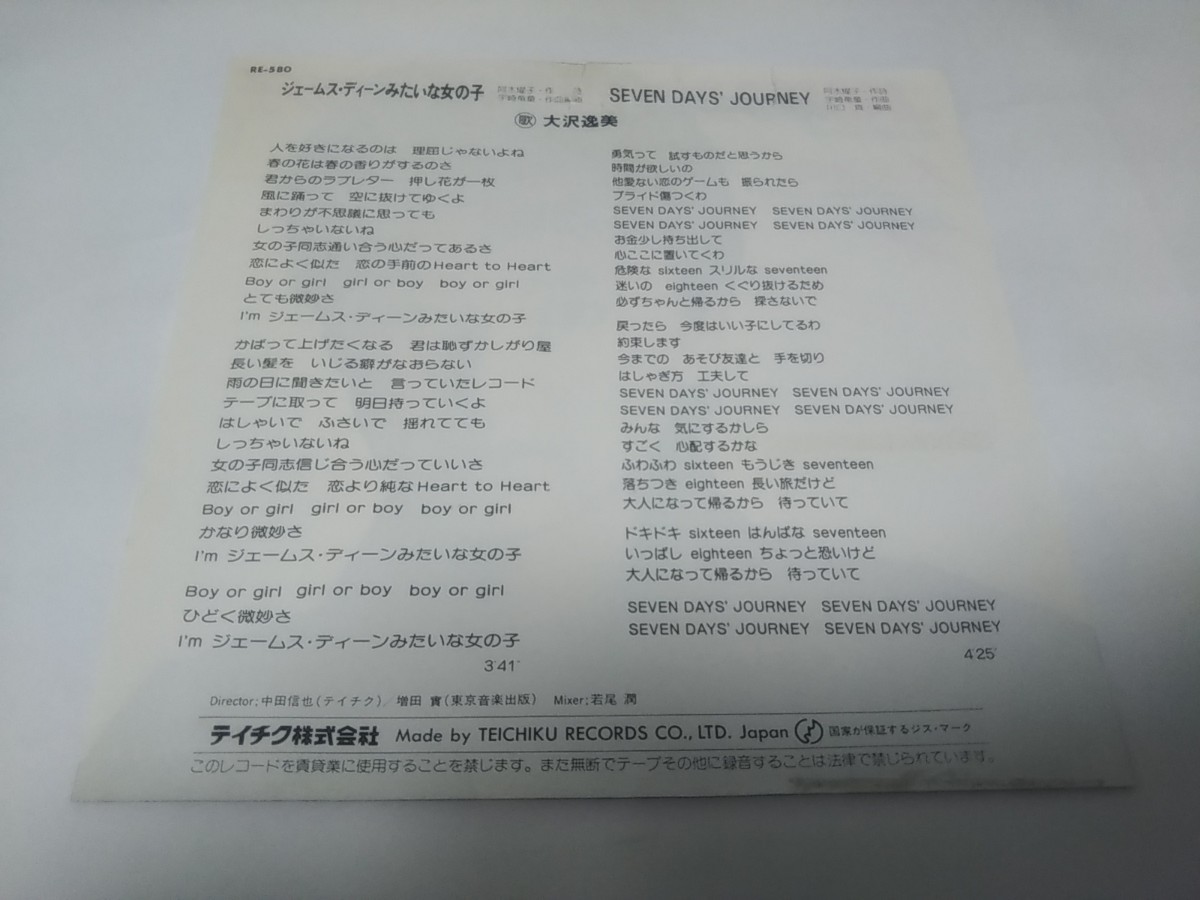 RE-580
ジェームス・ディーンみたいな女の子
阿木燿子・作詩
宇崎竜童・作曲編曲
SEVEN DAYS' JOURNEY
阿木燿子・作詩
宇崎竜童・作曲
川口 真 編曲
歌 大沢逸美
人を好きになるのは 理屈じゃないよね
春の花は春の香りがするのさ
君からのラブレター 押し花が一枚
風に踊って 空に抜けてゆくよ
まわりが不思議に思っても
しっちゃいないね
女の子同志通い合う心だってあるさ
恋によく似た 恋の手前のHeart to Heart
Boy or girl girl or boy boy or girl
とても微妙さ
I'm ジェームス・ディーンみたいな女の子
かばって上げたくなる 君は恥ずかしがり屋
長い髪を いじる癖がなおらない
雨の日に聞きたいと 言っていたレコード
テープに取って 明日持っていくよ
はしゃいで ふさいで 揺れてても
しっちゃいないね
女の子同志信じ合う心だっていいさ
恋によく似た 恋より純なHeart to Heart
Boy or girl girl or boy boy or girl
かなり微妙さ
I'm ジェームス・ディーンみたいな女の子
Boy or girl girl or boy boy or girl
ひどく微妙さ
I'm ジェームス・ディーンみたいな女の子
3′41″
勇気って 試すものだと思うから
時間が欲しいの
他愛ない恋のゲームも 振られたら
プライド傷つくわ
SEVEN DAYS' JOURNEY SEVEN DAYS' JOURNEY
SEVEN DAYS' JOURNEY SEVEN DAYS' JOURNEY
お金少し持ち出して
心ここに置いてくわ
危険な sixteen スリルな seventeen
迷いの eighteen くぐり抜けるため
必ずちゃんと帰るから 探さないで
戻ったら 今度はいい子にしてるわ
約束します
今までの あそび友達と 手を切り
はしゃぎ方 工夫して
SEVEN DAYS' JOURNEY SEVEN DAYS' JOURNEY
SEVEN DAYS' JOURNEY SEVEN DAYS' JOURNEY
みんな 気にするかしら
すごく 心配するかな
ふわふわ sixteen もうじき seventeen
落ちつき eighteen 長い旅だけど
大人になって帰るから 待っていて
ドキドキ sixteen はんぱな seventeen
いっぱし eighteen ちょっと恐いけど
大人になって帰るから 待っていて
SEVEN DAYS' JOURNEY SEVEN DAYS' JOURNEY
SEVEN DAYS' JOURNEY SEVEN DAYS' JOURNEY
4′25″
Director;中田信也(テイチク)/増田 實(東京音楽出版) Mixer;若尾 潤
テイチク株式会社 Made by TEICHIKU RECORDS CO., LTD. Japan 国家が保証するジス・マーク
このレコードを賃貸業に使用することを禁じます。また無断でテープその他に録音することは法律で禁じられています。